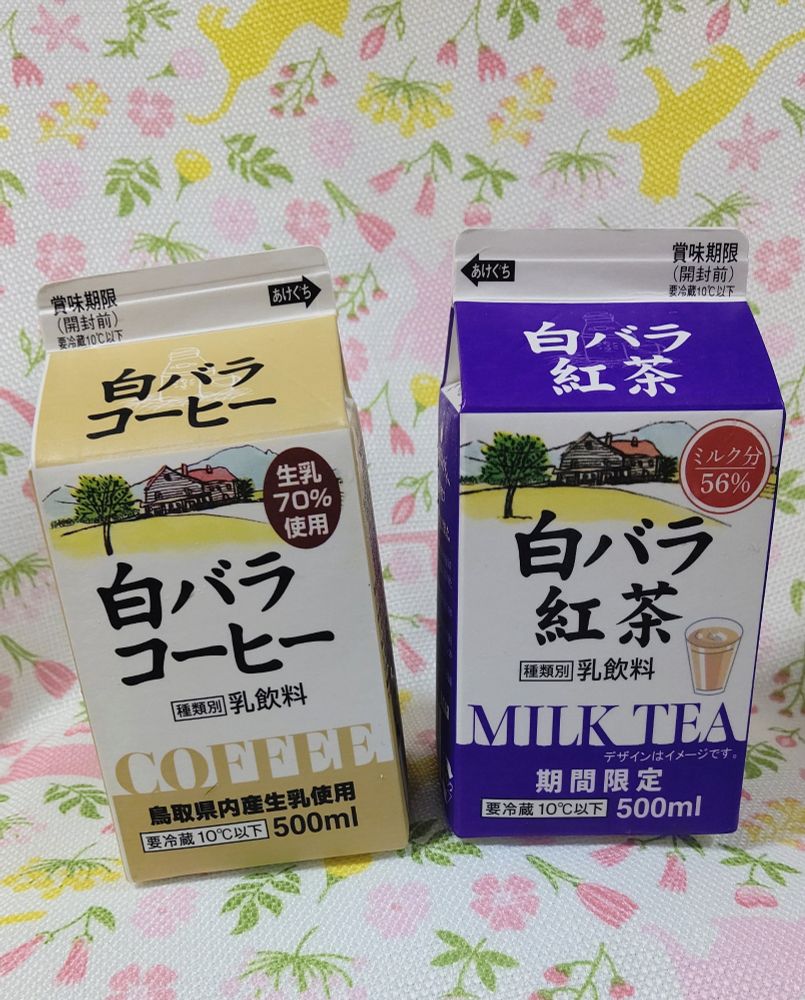 賞味期限
(開封前)
要冷蔵10℃以下
あけぐち
白バラ
コーヒー
生乳
70%
使用
白バラ
コーヒー
種類別 乳飲料
COFFEE
鳥取県内産生乳使用
要冷蔵10℃以下 500ml
あけぐち
賞味期限
(開封前)
要冷蔵10℃以下
白バラ
紅茶
ミルク分
56%
白バラ
紅茶
種類別 乳飲料
MILK TEA
デザインはイメージです。
期間限定
要冷蔵10℃以下 500ml